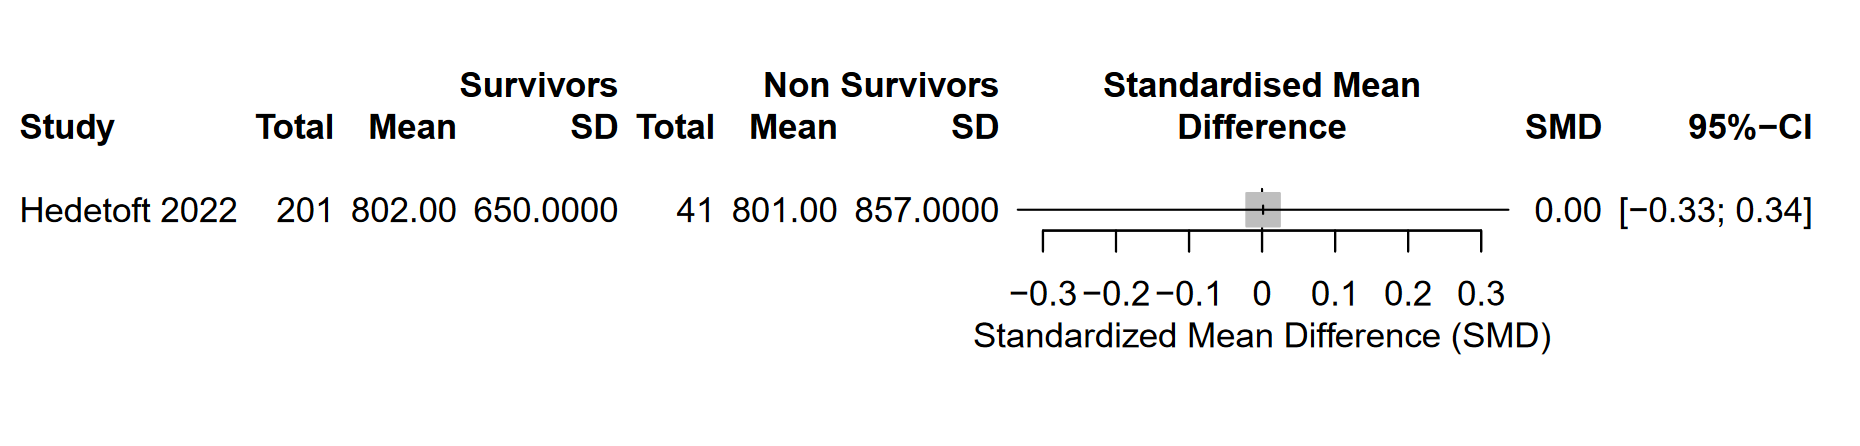 Survivors Non Survivors Standardised Mean
Study Total Mean SD Total Mean SD Difference SMD 95%−CI
Hedetoft 2022 201 802.00 650.0000 41 801.00 857.0000 0.00 [−0.33; 0.34]
−0.3 −0.2 −0.1 0 0.1 0.2 0.3
Standardized Mean Difference (SMD)